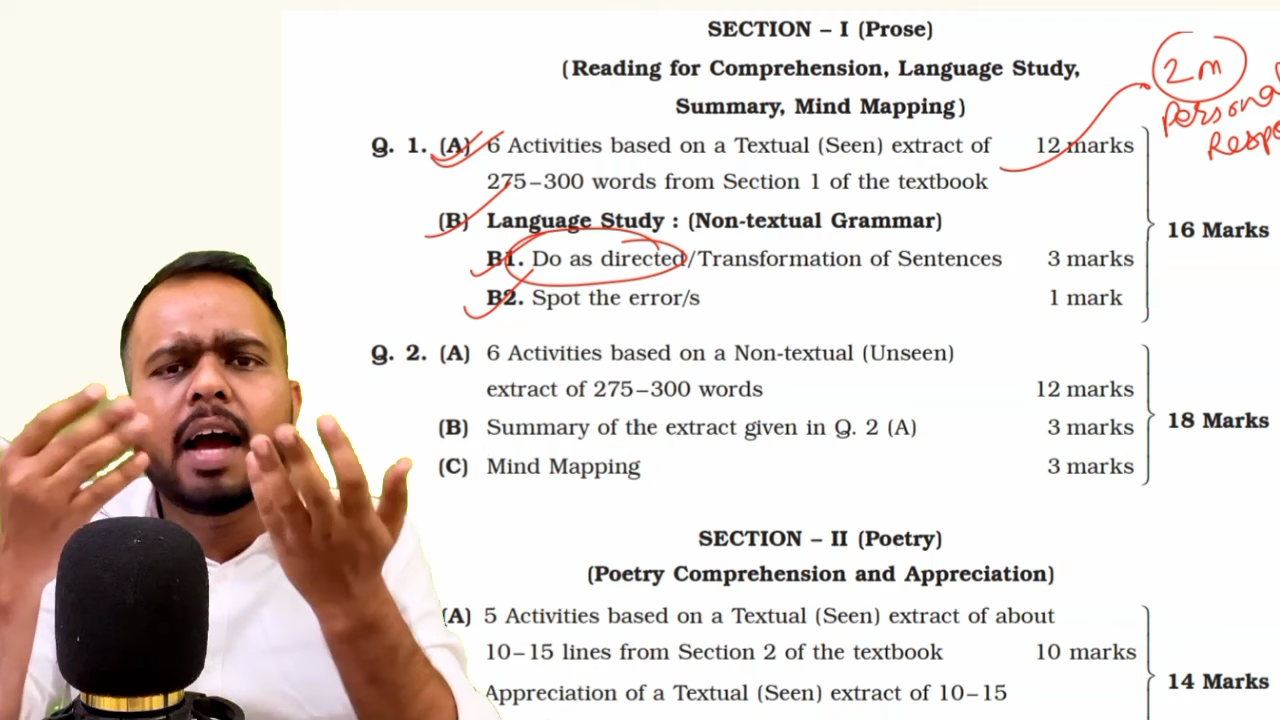 SECTION – I (Prose)
(Reading for Comprehension, Language Study,
Summary, Mind Mapping)
2 m
Personal
Q. 1. (A) 6 Activities based on a Textual (Seen) extract of 12 marks
275–300 words from Section 1 of the textbook
(B) Language Study : (Non-textual Grammar)
16 Marks
B1. Do as directed/Transformation of Sentences 3 marks
B2. Spot the error/s 1 mark
Q. 2. (A) 6 Activities based on a Non-textual (Unseen)
extract of 275–300 words 12 marks
18 Marks
(B) Summary of the extract given in Q. 2 (A) 3 marks
(C) Mind Mapping 3 marks
SECTION – II (Poetry)
(Poetry Comprehension and Appreciation)
(A) 5 Activities based on a Textual (Seen) extract of about
10–15 lines from Section 2 of the textbook 10 marks
14 Marks
Appreciation of a Textual (Seen) extract of 10–15